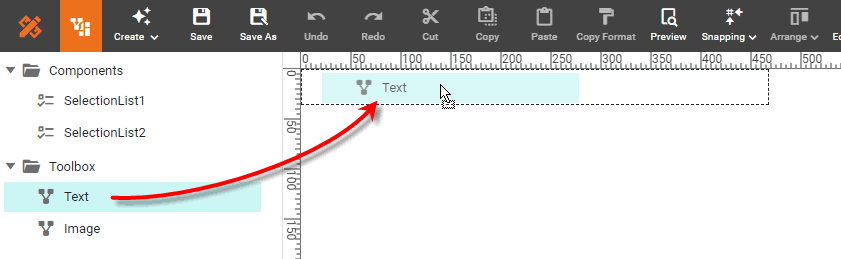 Create
Save
Save As
Undo
Redo
Cut
Copy
Paste
Copy Format
Preview
Snapping
Arrange
0 50 100 150 200 250 300 350 400 450 500
Components
SelectionList1
SelectionList2
Toolbox
Text
Image
Text
0
50
100
150